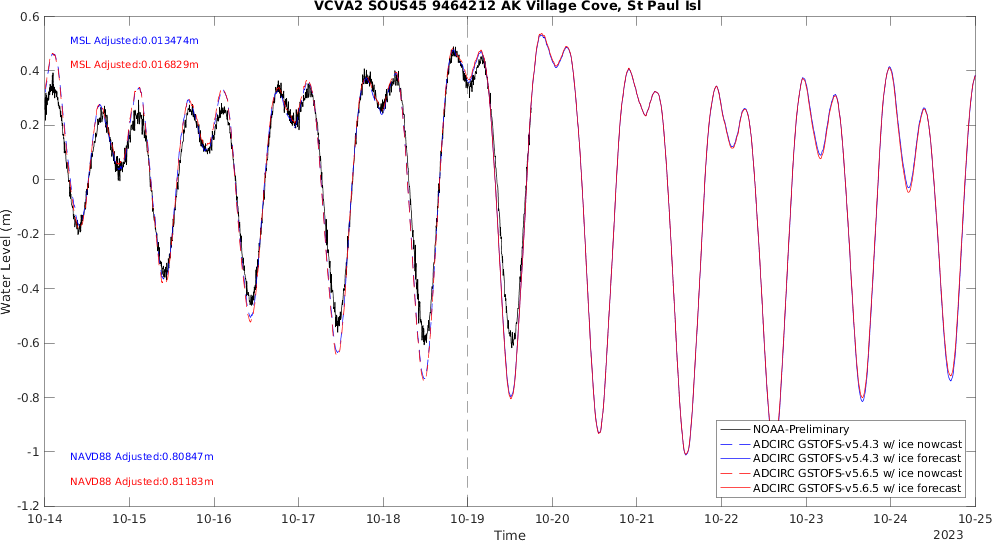 VCVA2 SOUS45 9464212 AK Village Cove, St Paul Isl
0.6
0.4
0.2
0
-0.2
-0.4
-0.6
-0.8
-1
-1.2
Water Level (m)
MSL Adjusted:0.013474m
MSL Adjusted:0.016829m
NAVD88 Adjusted:0.80847m
NAVD88 Adjusted:0.81183m
NOAA-Preliminary
ADCIRC GSTOFS-v5.4.3 w/ ice nowcast
ADCIRC GSTOFS-v5.4.3 w/ ice forecast
ADCIRC GSTOFS-v5.6.5 w/ ice nowcast
ADCIRC GSTOFS-v5.6.5 w/ ice forecast
10-14 10-15 10-16 10-17 10-18 10-19 10-20 10-21 10-22 10-23 10-24 10-25
Time
2023